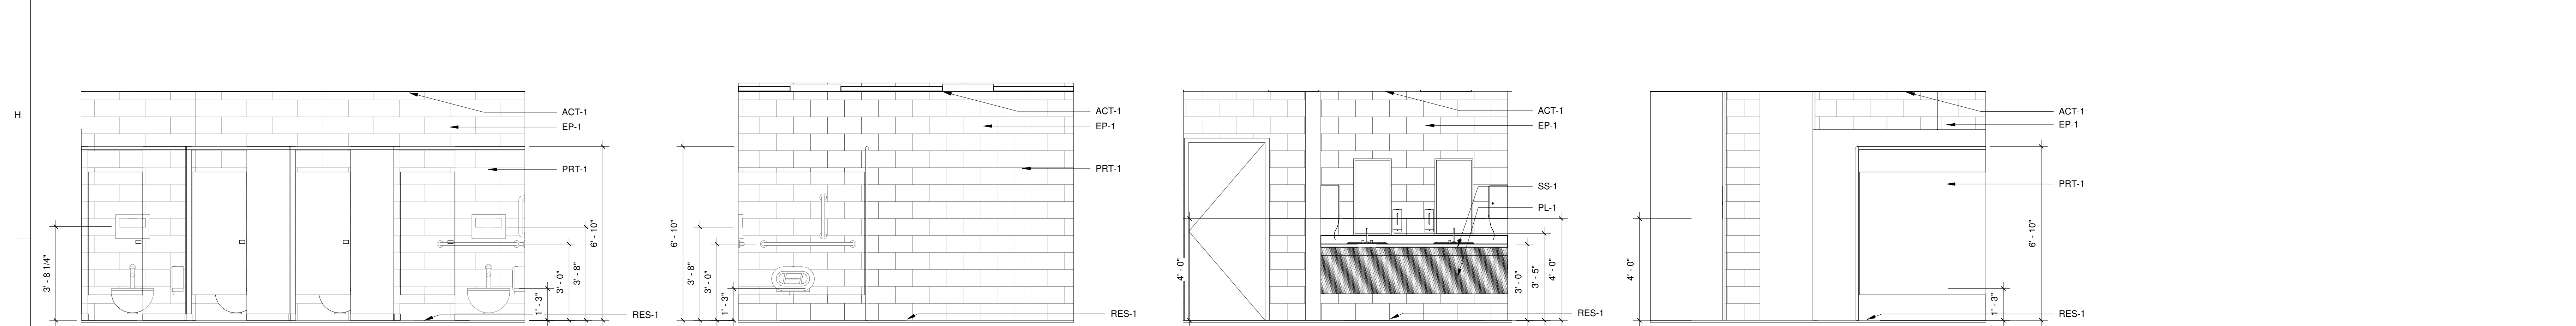 H
ACT-1
EP-1
PRT-1
RES-1
3' - 8 1/4"
1' - 3"
3' - 0"
3' - 8"
6' - 10"
ACT-1
EP-1
PRT-1
RES-1
6' - 10"
3' - 8"
3' - 0"
1' - 3"
ACT-1
EP-1
SS-1
PL-1
RES-1
4' - 0"
3' - 0"
3' - 5"
4' - 0"
ACT-1
EP-1
PRT-1
RES-1
4' - 0"
1' - 3"
6' - 10"